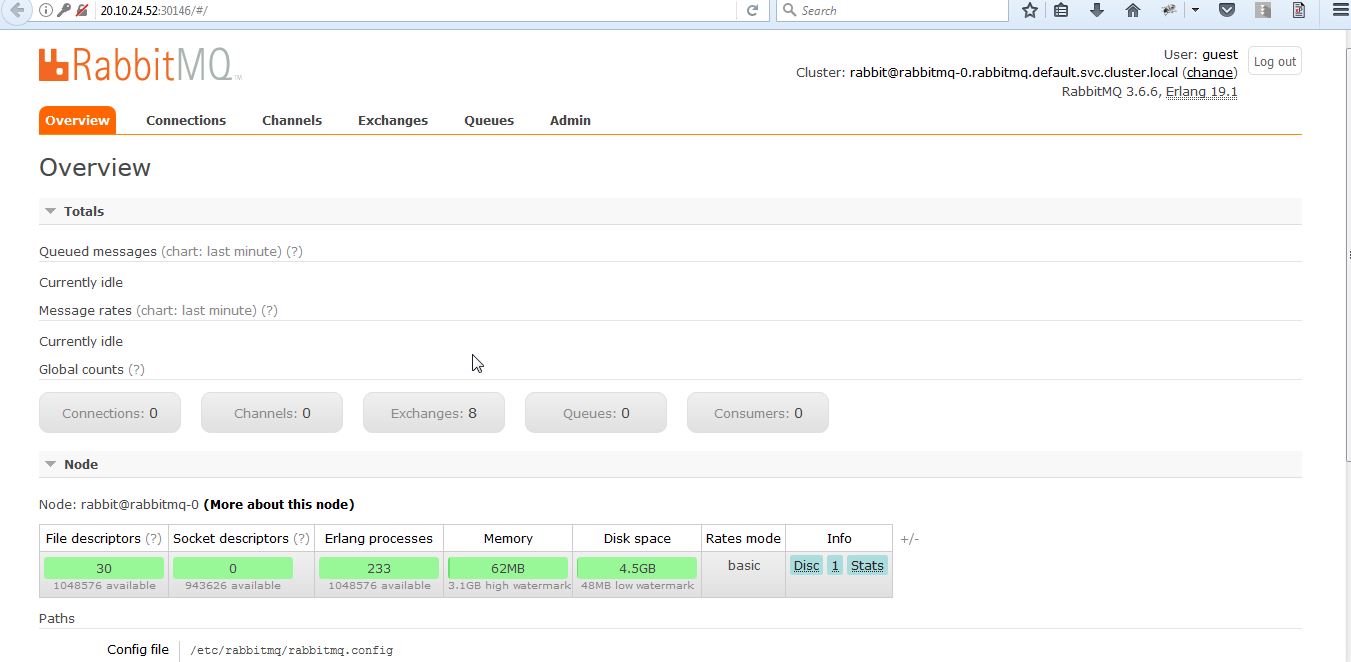 20.10.24.52:30146/#/
Search
RabbitMQ TM
User: guest
Log out
Cluster: rabbit@rabbitmq-0.rabbitmq.default.svc.cluster.local (change)
RabbitMQ 3.6.6, Erlang 19.1
Overview Connections Channels Exchanges Queues Admin
Overview
Totals
Queued messages (chart: last minute) (?)
Currently idle
Message rates (chart: last minute) (?)
Currently idle
Global counts (?)
Connections: 0 Channels: 0 Exchanges: 8 Queues: 0 Consumers: 0
Node
Node: rabbit@rabbitmq-0 (More about this node)
File descriptors (?) Socket descriptors (?) Erlang processes Memory Disk space Rates mode Info +/-
30 0 233 62MB 4.5GB basic Disc 1 Stats
1048576 available 943626 available 1048576 available 3.1GB high watermark 48MB low watermark
Paths
Config file /etc/rabbitmq/rabbitmq.config